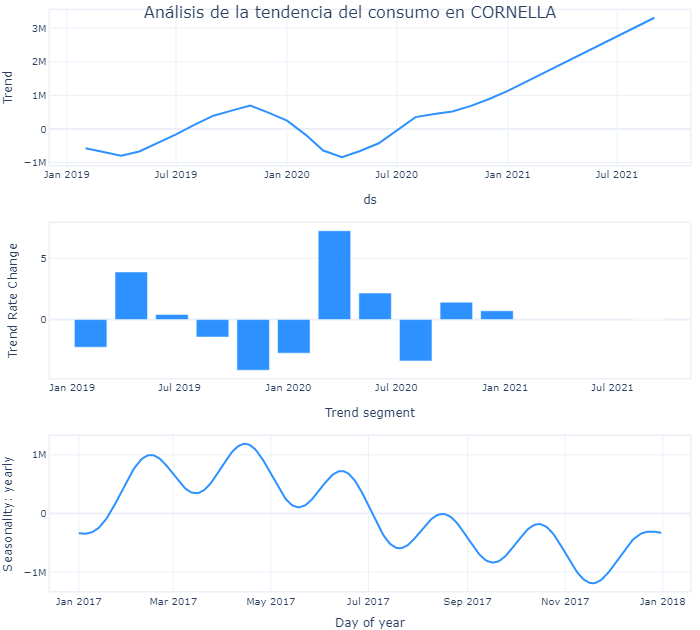 Análisis de la tendencia del consumo en CORNELLA
Trend
3M
2M
1M
0
−1M
Jan 2019 Jul 2019 Jan 2020 Jul 2020 Jan 2021 Jul 2021
ds
Trend Rate Change
5
0
Jan 2019 Jul 2019 Jan 2020 Jul 2020 Jan 2021 Jul 2021
Trend segment
Seasonality: yearly
1M
0
−1M
Jan 2017 Mar 2017 May 2017 Jul 2017 Sep 2017 Nov 2017 Jan 2018
Day of year